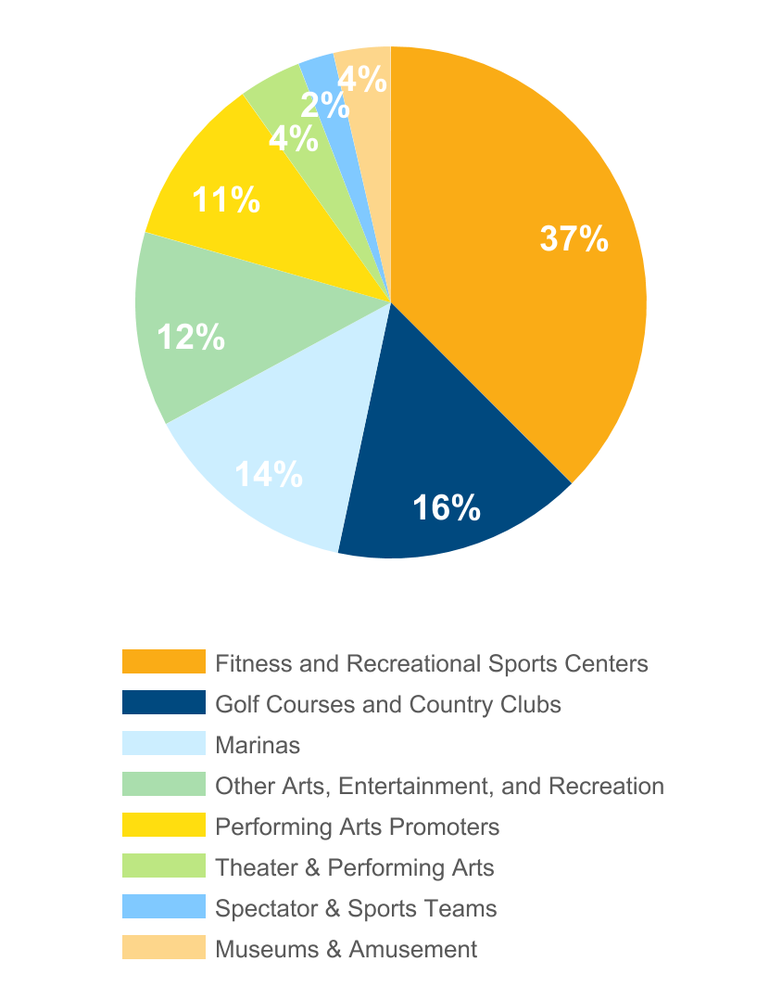 4%
2%
4%
11%
37%
12%
14%
16%
Fitness and Recreational Sports Centers
Golf Courses and Country Clubs
Marinas
Other Arts, Entertainment, and Recreation
Performing Arts Promoters
Theater & Performing Arts
Spectator & Sports Teams
Museums & Amusement